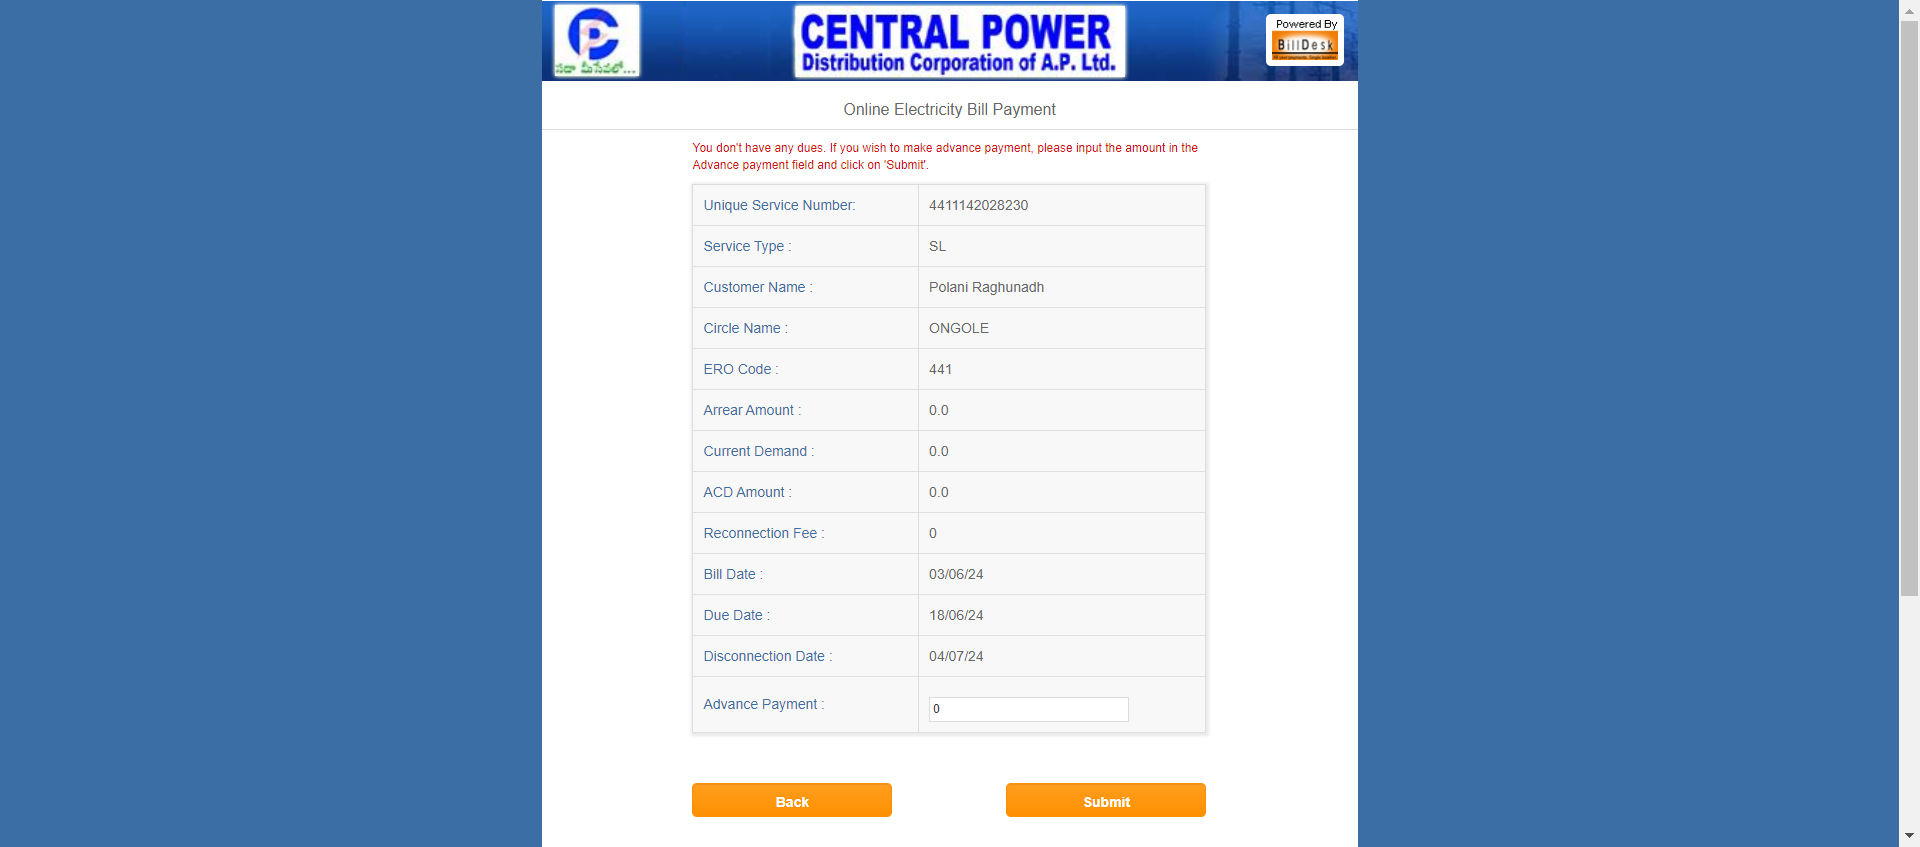 సదా మీసేవలో...
CENTRAL POWER
Distribution Corporation of A.P. Ltd.
Powered By
BillDesk
Online Electricity Bill Payment
You don't have any dues. If you wish to make advance payment, please input the amount in the
Advance payment field and click on 'Submit'.
Unique Service Number: 4411142028230
Service Type : SL
Customer Name : Polani Raghunadh
Circle Name : ONGOLE
ERO Code : 441
Arrear Amount : 0.0
Current Demand : 0.0
ACD Amount : 0.0
Reconnection Fee : 0
Bill Date : 03/06/24
Due Date : 18/06/24
Disconnection Date : 04/07/24
Advance Payment : 0
Back Submit